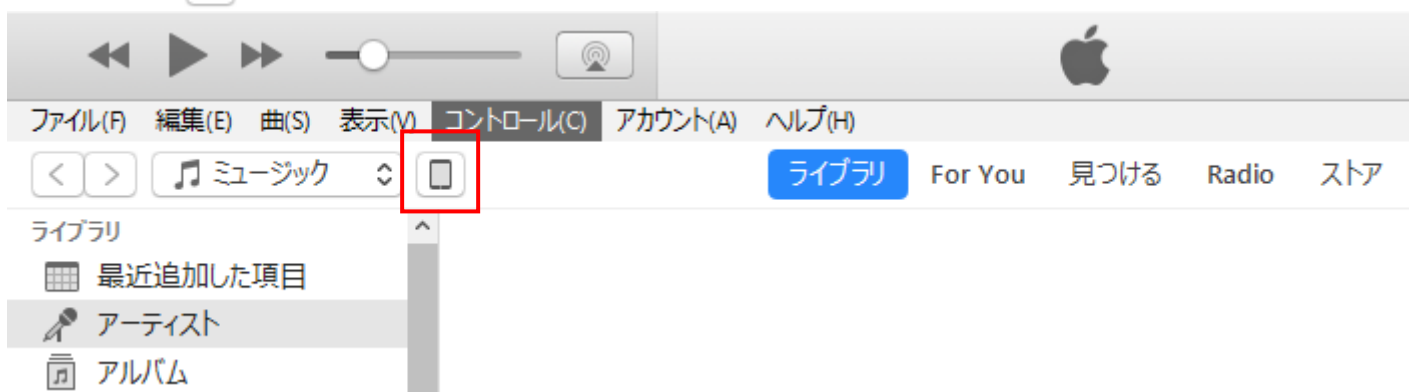 ファイル(F) 編集(E) 曲(S) 表示(V) コントロール(C) アカウント(A) ヘルプ(H)
ミュージック ライブラリ For You 見つける Radio ストア
ライブラリ
最近追加した項目
アーティスト
アルバム